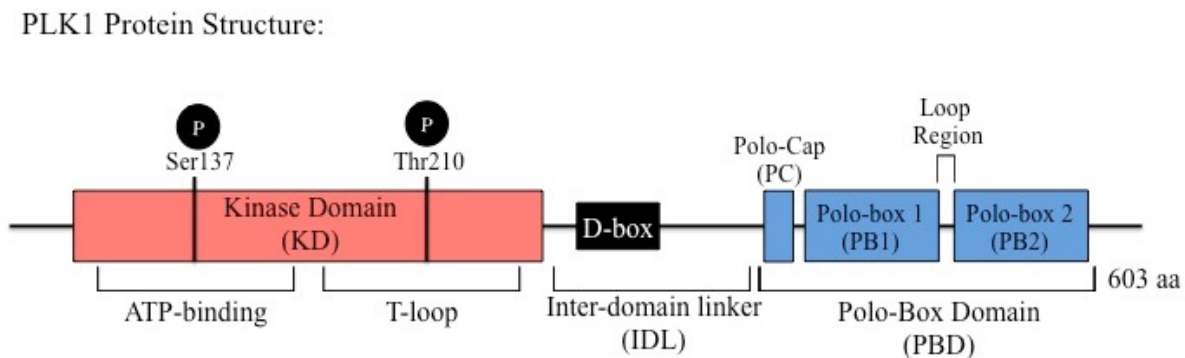 PLK1 Protein Structure:
P
P
Ser137
Thr210
Loop
Region
Polo-Cap
(PC)
Kinase Domain
(KD)
D-box
Polo-box 1
(PB1)
Polo-box 2
(PB2)
603 aa
ATP-binding
T-loop
Inter-domain linker
(IDL)
Polo-Box Domain
(PBD)